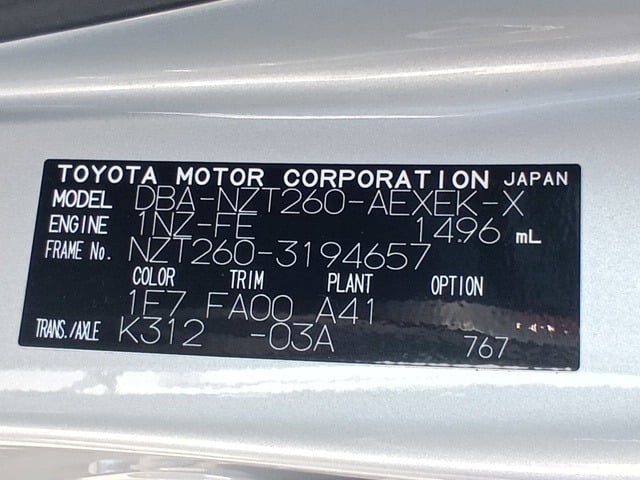 TOYOTA MOTOR CORPORATION JAPAN
MODEL DBA-NZT260-AEXEK-X
ENGINE 1NZ-FE 1496 mL
FRAME No. NZT260-3194657
COLOR TRIM PLANT OPTION
1E7 FA00 A41
TRANS./AXLE K312 -03A
767